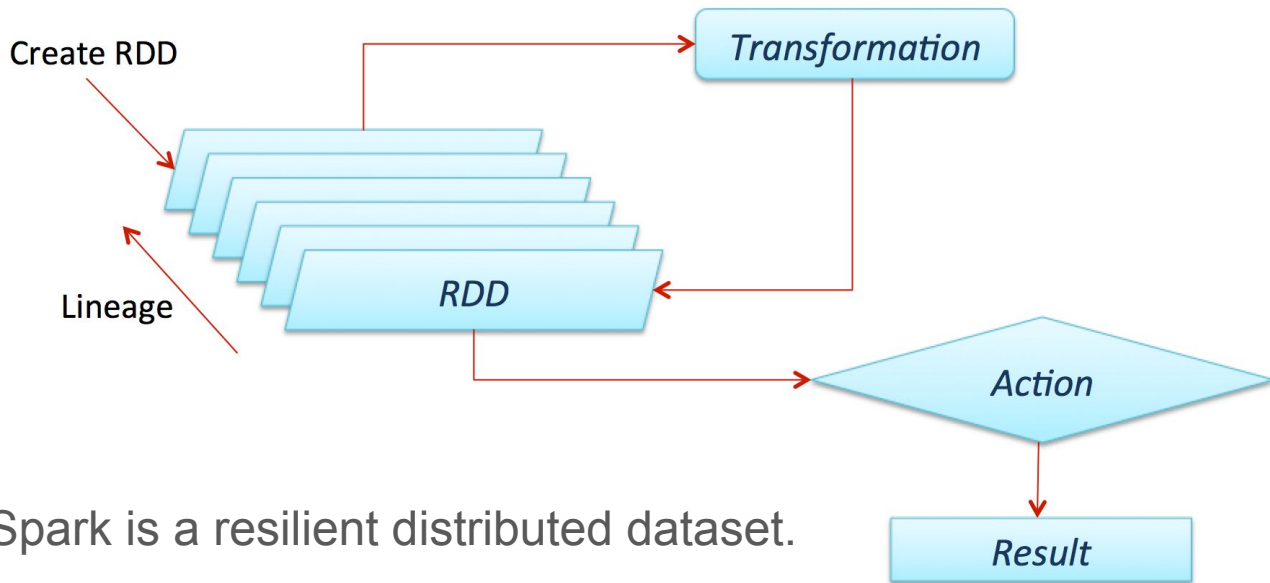 Create RDD
Transformation
Lineage
RDD
Action
Spark is a resilient distributed dataset.
Result